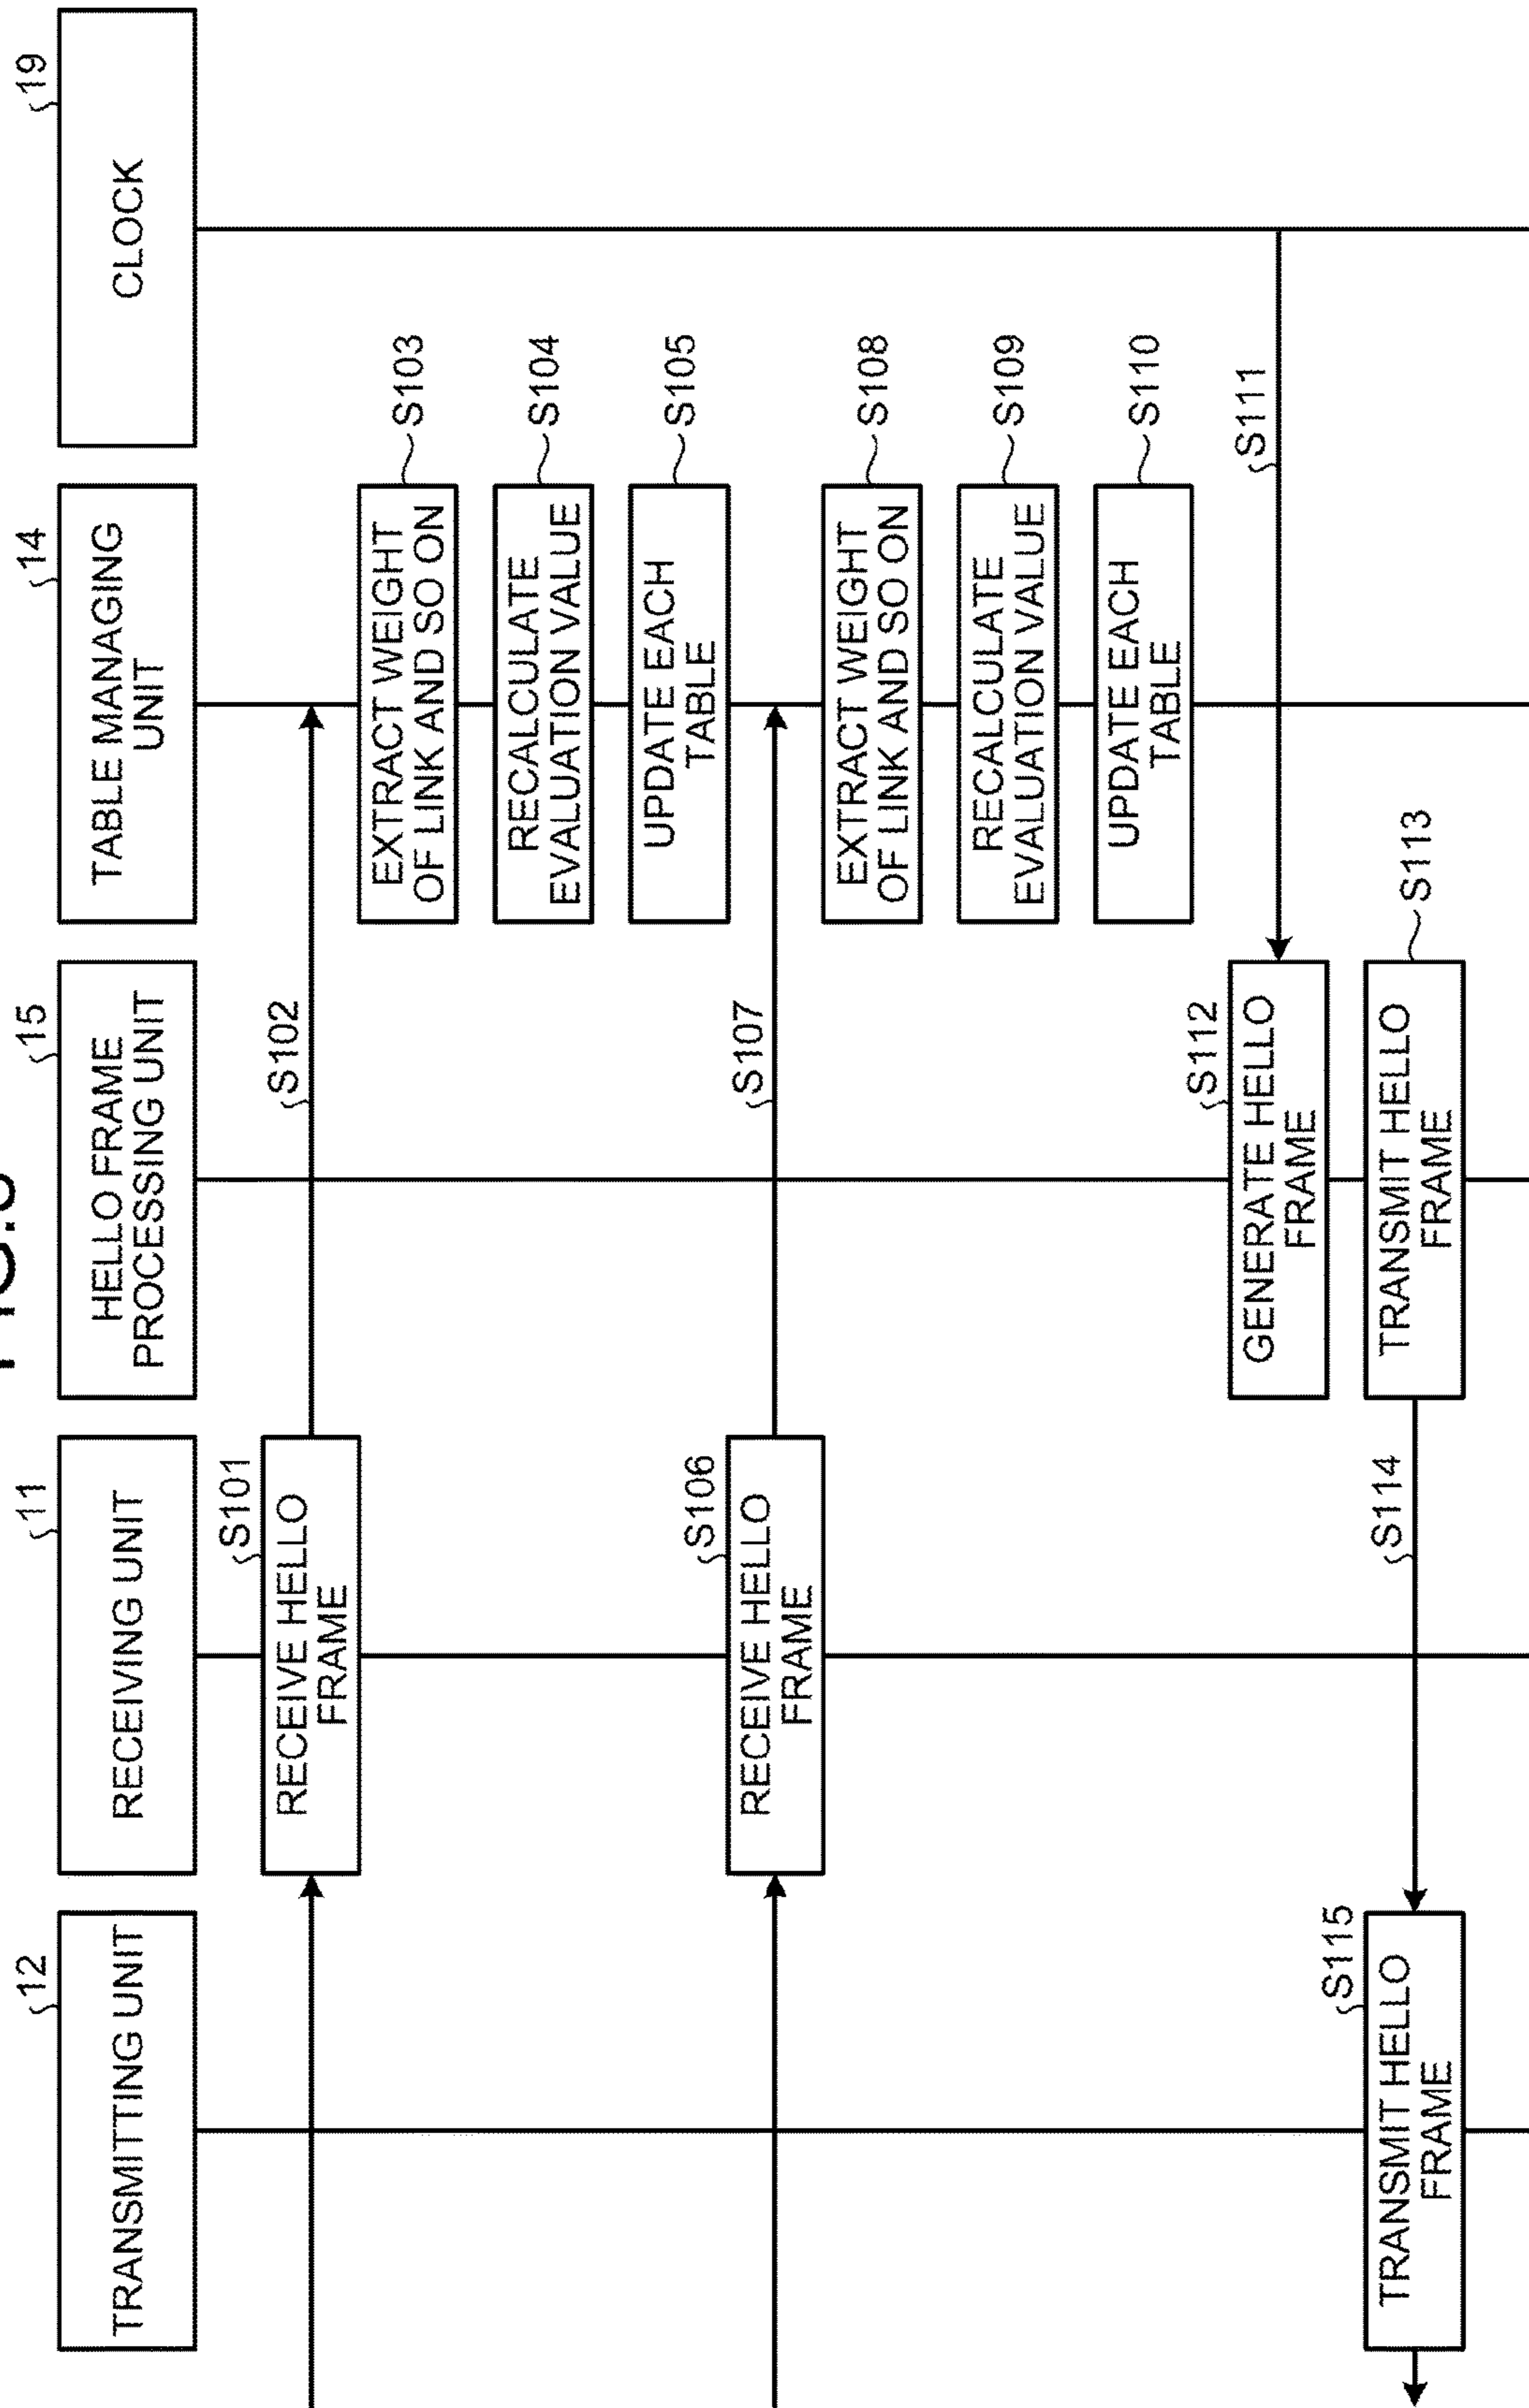 12
11
15
14
19
TRANSMITTING UNIT
RECEIVING UNIT
HELLO FRAME
PROCESSING UNIT
TABLE MANAGING
UNIT
CLOCK
S101
RECEIVE HELLO
FRAME
S102
EXTRACT WEIGHT
OF LINK AND SO ON
S103
RECALCULATE
EVALUATION VALUE
S104
UPDATE EACH
TABLE
S105
S106
RECEIVE HELLO
FRAME
S107
EXTRACT WEIGHT
OF LINK AND SO ON
S108
RECALCULATE
EVALUATION VALUE
S109
UPDATE EACH
TABLE
S110
S111
S112
GENERATE HELLO
FRAME
TRANSMIT HELLO
FRAME
S113
S114
S115
TRANSMIT HELLO
FRAME